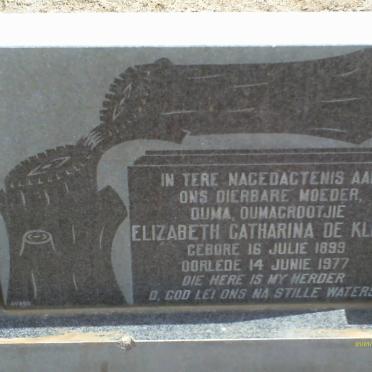 IN TERE NAGEDAGTENIS AAN
ONS DIERBARE MOEDER,
OUMA, OUMAGROOTJIE
ELIZABETH CATHARINA DE
GEBORE 16 JULIE 1899
OORLEDE 14 JUNIE 1977
DIE HERE IS MY HERDER
O, GOD LEI ONS NA STILLE WATERS